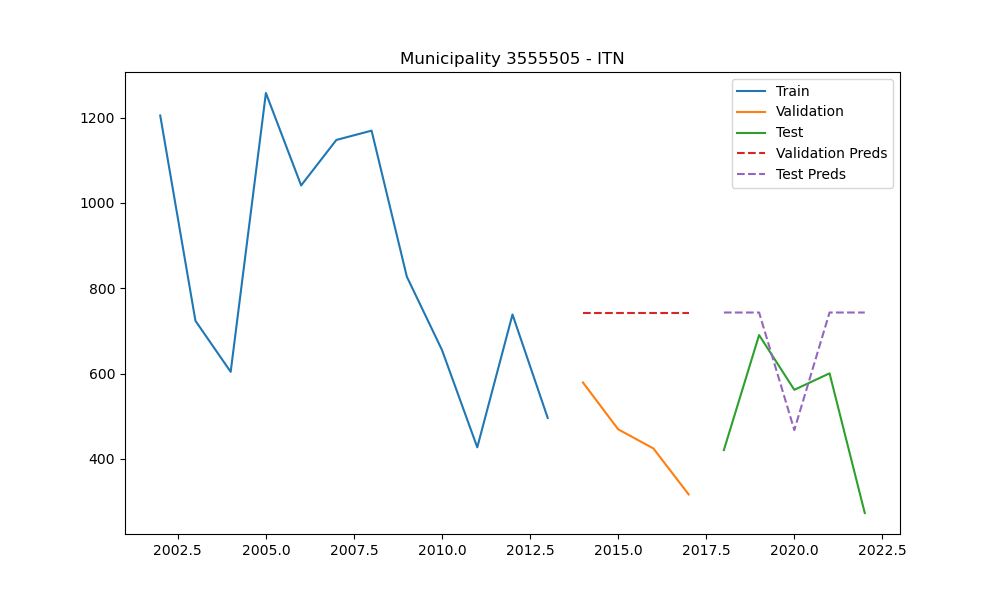 Municipality 3555505 - ITN
Train
Validation
Test
Validation Preds
Test Preds
1200
1000
800
600
400
2002.5 2005.0 2007.5 2010.0 2012.5 2015.0 2017.5 2020.0 2022.5